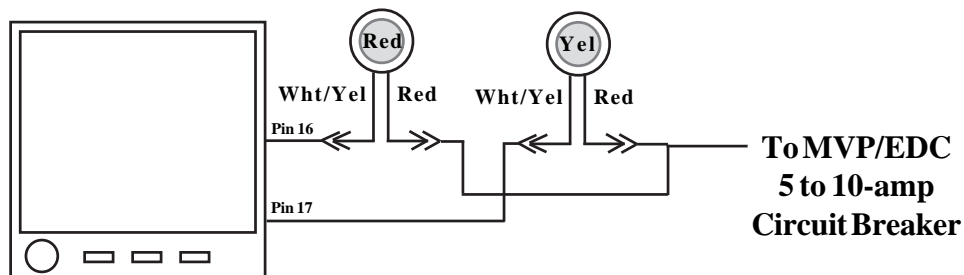 Red
Yel
Wht/Yel
Red
Wht/Yel
Red
Pin 16
Pin 17
To MVP/EDC
5 to 10-amp
Circuit Breaker